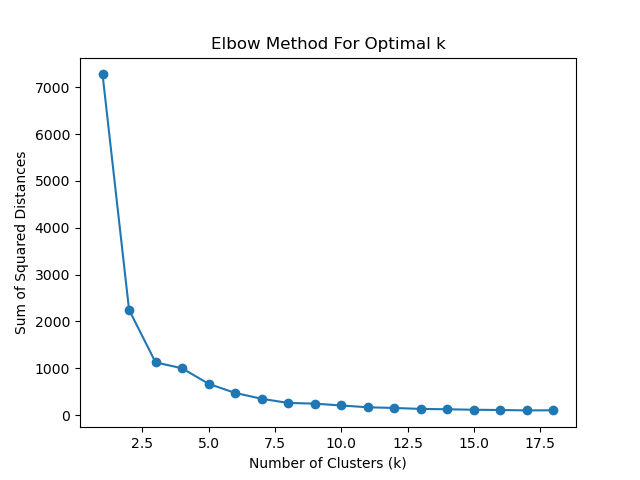 Elbow Method For Optimal k
7000
6000
5000
4000
3000
2000
1000
0
Sum of Squared Distances
2.5 5.0 7.5 10.0 12.5 15.0 17.5
Number of Clusters (k)